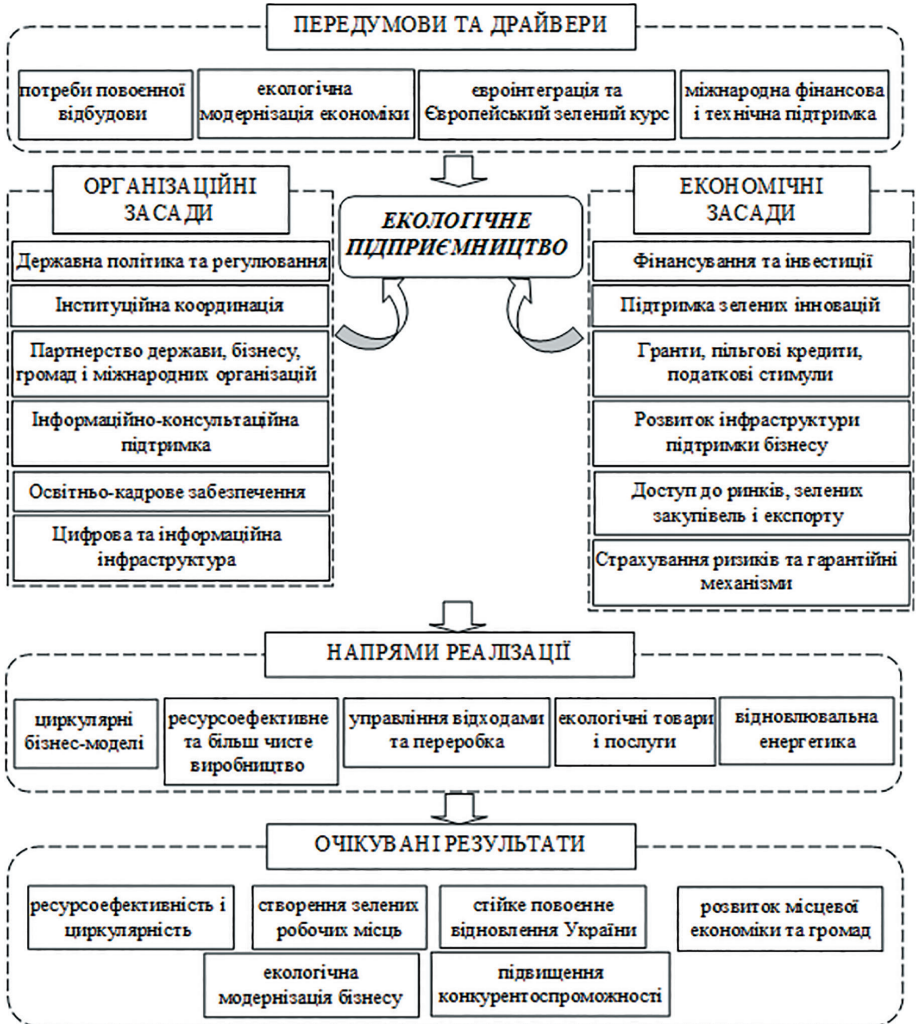 ПЕРЕДУМОВИ ТА ДРАЙВЕРИ
потреби повоєнної
відбудови
екологічна
модернізація економіки
євроінтеграція та
Європейський зелений курс
міжнародна фінансова
і технічна підтримка
ОРГАНІЗАЦІЙНІ
ЗАСАДИ
Державна політика та регулювання
Інституційна координація
Партнерство держави, бізнесу,
громад і міжнародних організацій
Інформаційно-консультаційна
підтримка
Освітньо-кадрове забезпечення
Цифрова та інформаційна
інфраструктура
ЕКОЛОГІЧНЕ
ПІДПРИЄМНИЦТВО
ЕКОНОМІЧНІ
ЗАСАДИ
Фінансування та інвестиції
Підтримка зелених інновацій
Гранти, пільгові кредити,
податкові стимули
Розвиток інфраструктури
підтримки бізнесу
Доступ до ринків, зелених
закупівель і експорту
Страхування ризиків та гарантійні
механізми
НАПРЯМИ РЕАЛІЗАЦІЇ
циркулярні
бізнес-моделі
ресурсоефективне
та більш чисте
виробництво
управління відходами
та переробка
екологічні товари
і послуги
відновлювальна
енергетика
ОЧІКУВАНІ РЕЗУЛЬТАТИ
ресурсоефективність і
циркулярність
створення зелених
робочих місць
стійке повоєнне
відновлення України
розвиток місцевої
економіки та громад
екологічна
модернізація бізнесу
підвищення
конкурентоспроможності